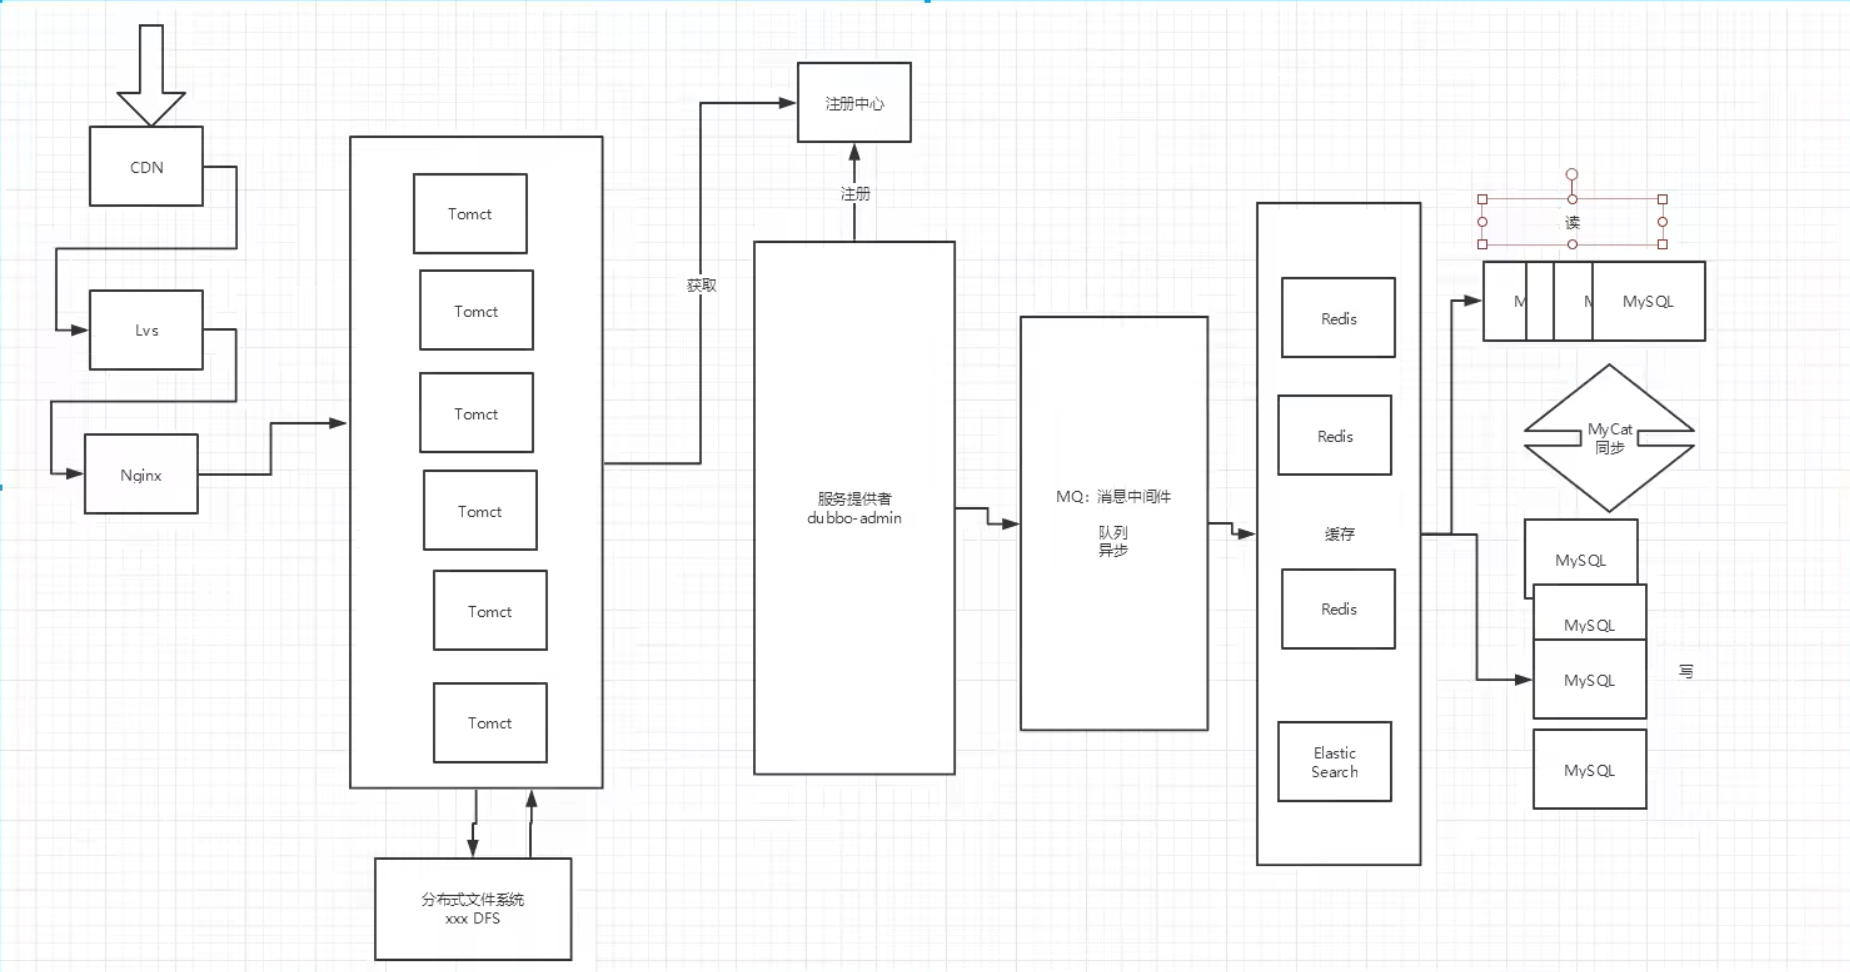 CDN
Lvs
Nginx
Tomct
Tomct
Tomct
Tomct
Tomct
Tomct
分布式文件系统
xxx DFS
获取
注册中心
注册
服务提供者
dubbo-admin
MQ：消息中间件
队列
异步
Redis
Redis
缓存
Redis
Elastic
Search
读
M
M
MySQL
MyCat
同步
MySQL
MySQL
MySQL
写
MySQL